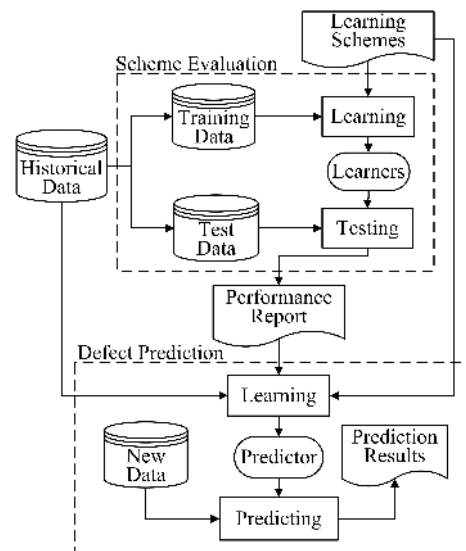 Learning
Schemes
Scheme Evaluation
Training
Data
Learning
Historical
Data
Learners
Test
Data
Testing
Performance
Report
Defect Prediction
Learning
New
Data
Predictor
Prediction
Results
Predicting